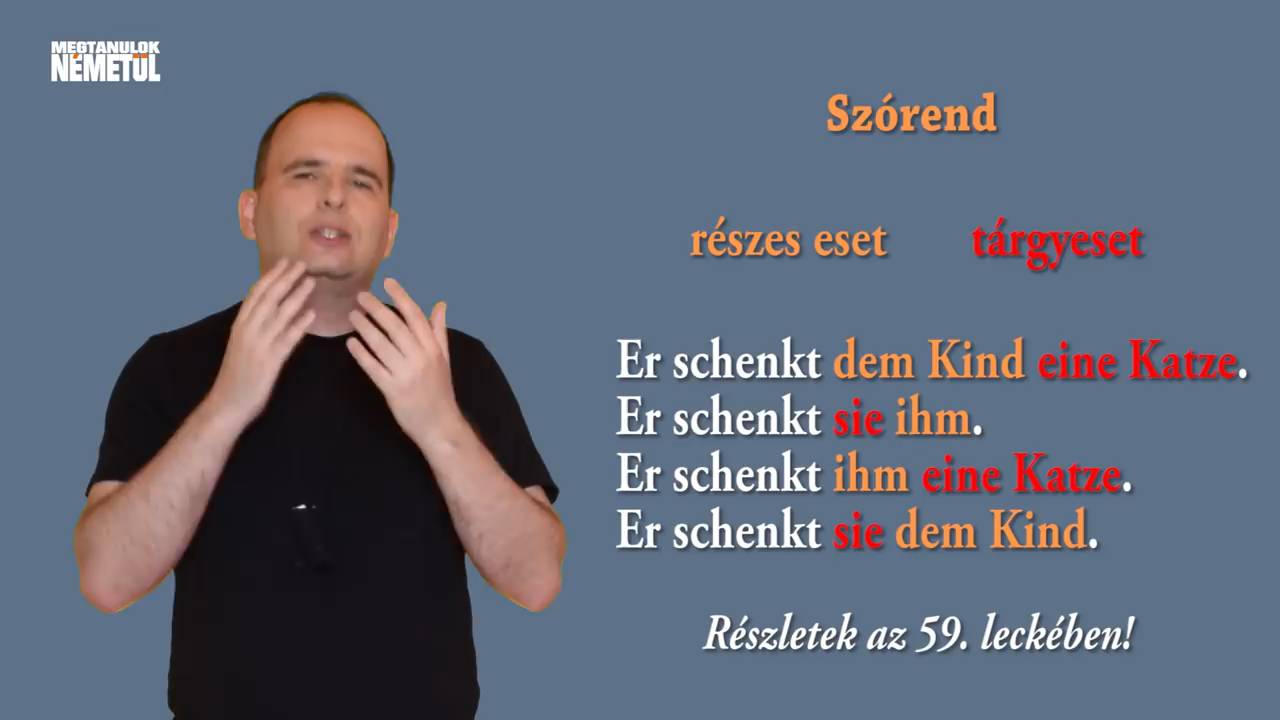 MEGTANULOK
NÉMETÜL
Szórend
részes eset tárgyeset
Er schenkt dem Kind eine Katze.
Er schenkt sie ihm.
Er schenkt ihm eine Katze.
Er schenkt sie dem Kind.
Részletek az 59. leckében!